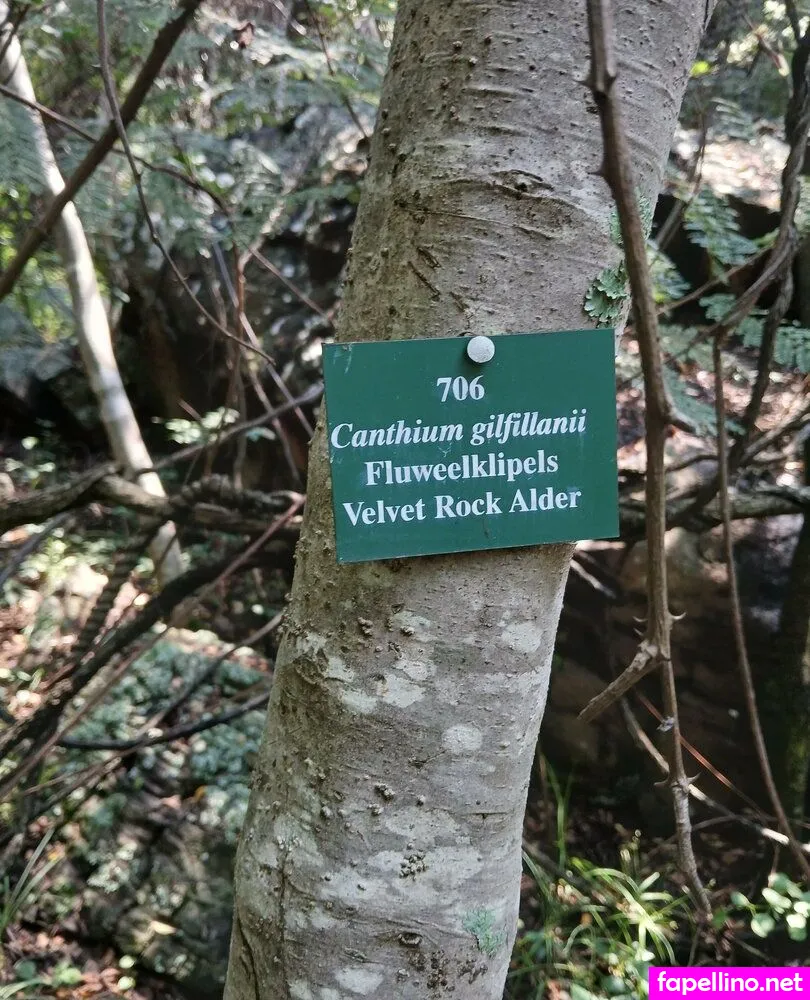 706
Canthium gilfillanii
Fluweelklipels
Velvet Rock Alder
fapellino.net